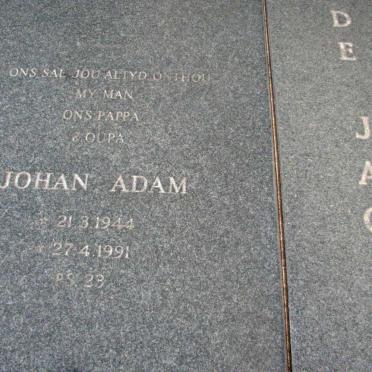 ONS SAL JOU ALTYD ONTHOU
MY MAN
ONS PAPPA
& OUPA
JOHAN ADAM
* 21.3.1944
+ 27.4.1991
PS 23
D
E
J
A